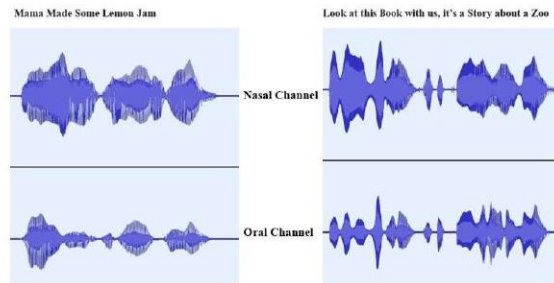 Mama Made Some Lemon Jam
Look at this Book with us, it's a Story about a Zoo
Nasal Channel
Oral Channel